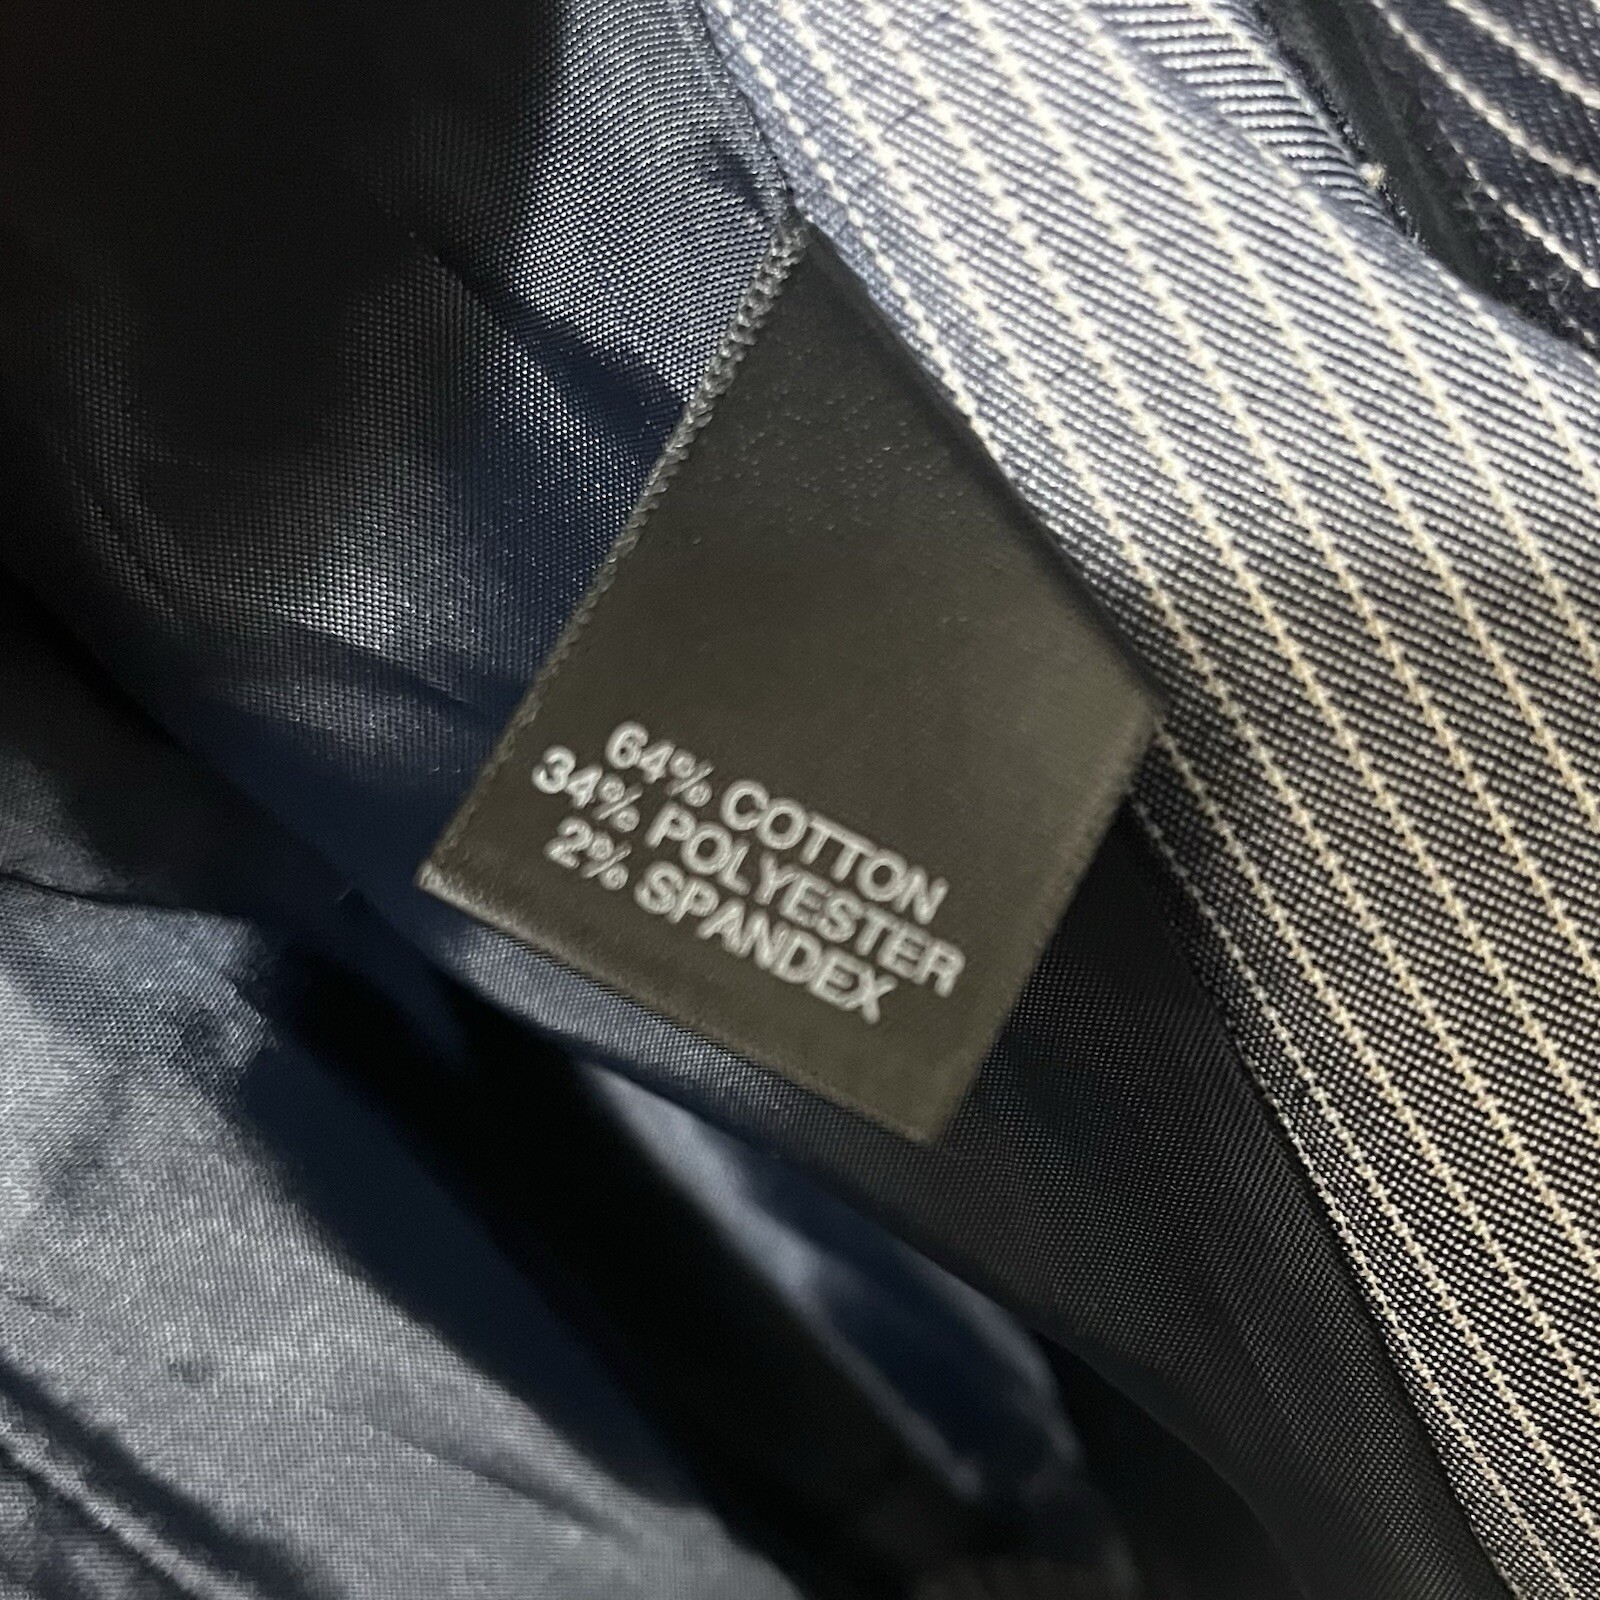 64% COTTON
34% POLYESTER
2% SPANDEX